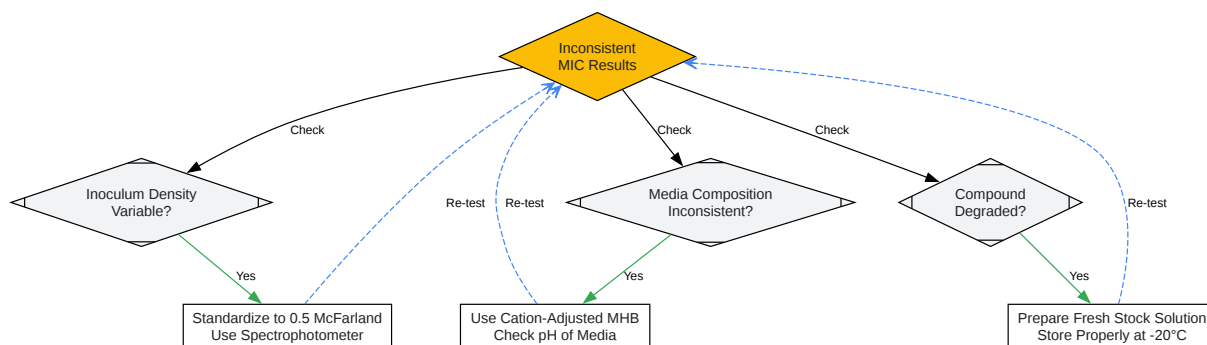 Inconsistent
MIC Results
Check
Check
Check
Inoculum Density
Variable?
Re-test
Re-test
Media Composition
Inconsistent?
Compound
Degraded?
Re-test
Yes
Yes
Yes
Standardize to 0.5 McFarland
Use Spectrophotometer
Use Cation-Adjusted MHB
Check pH of Media
Prepare Fresh Stock Solution
Store Properly at -20°C